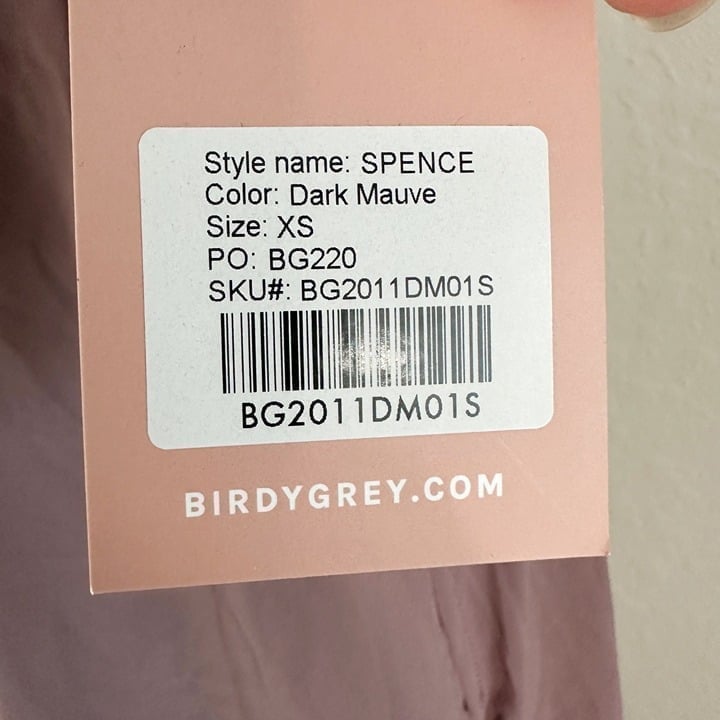 Style name: SPENCE
Color: Dark Mauve
Size: XS
PO: BG220
SKU#: BG2011DM01S
BG2011DM01S
BIRDYGREY.COM